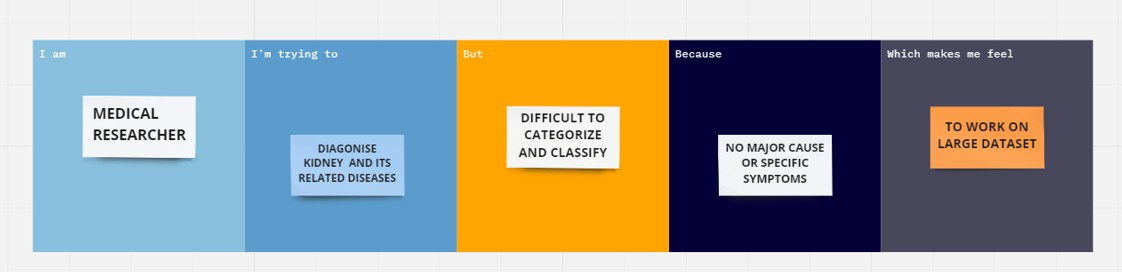 I am
MEDICAL
RESEARCHER
I'm trying to
DIAGONISE
KIDNEY AND ITS
RELATED DISEASES
But
DIFFICULT TO
CATEGORIZE
AND CLASSIFY
Because
NO MAJOR CAUSE
OR SPECIFIC
SYMPTOMS
Which makes me feel
TO WORK ON
LARGE DATASET